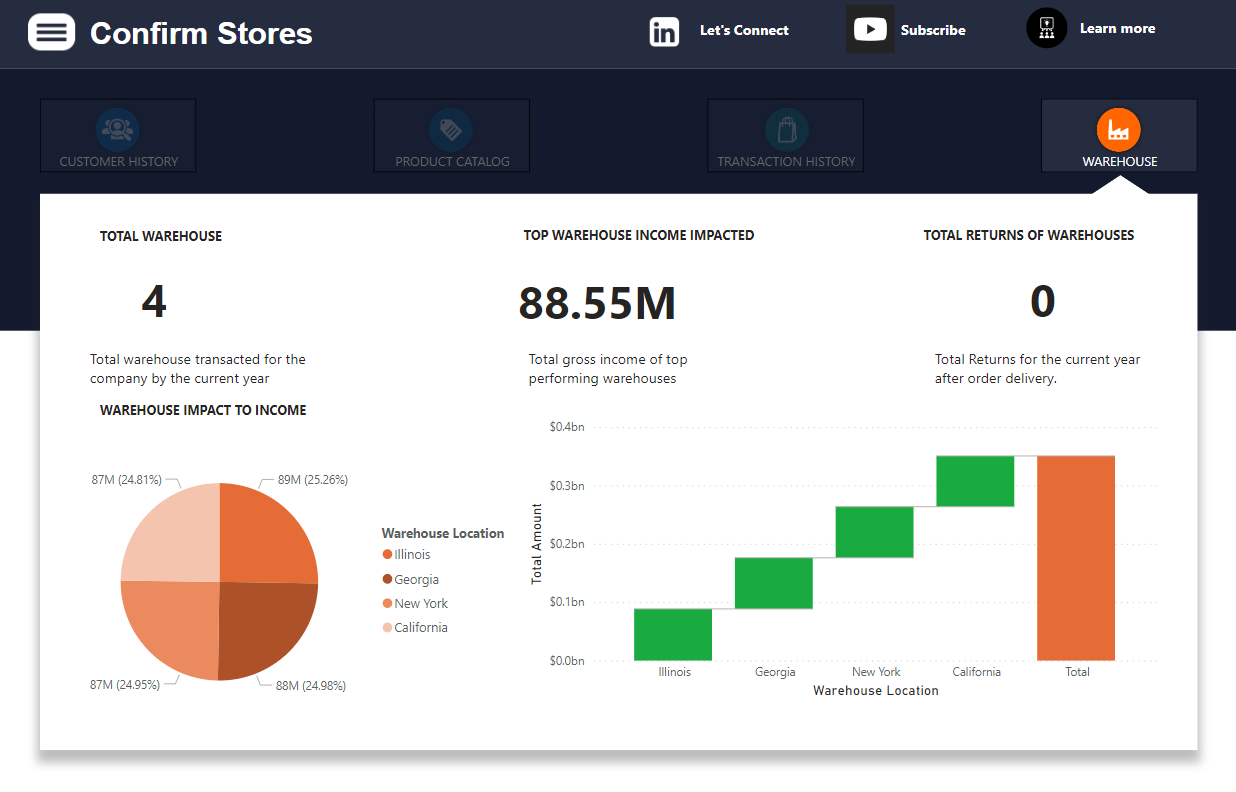 Confirm Stores
in
Let's Connect
Subscribe
Learn more
CUSTOMER HISTORY
PRODUCT CATALOG
TRANSACTION HISTORY
WAREHOUSE
TOTAL WAREHOUSE
4
Total warehouse transacted for the
company by the current year
TOP WAREHOUSE INCOME IMPACTED
88.55M
Total gross income of top
performing warehouses
TOTAL RETURNS OF WAREHOUSES
0
Total Returns for the current year
after order delivery.
WAREHOUSE IMPACT TO INCOME
87M (24.81%)
89M (25.26%)
87M (24.95%)
88M (24.98%)
Warehouse Location
Illinois
Georgia
New York
California
Total Amount
$0.4bn
$0.3bn
$0.2bn
$0.1bn
$0.0bn
Illinois
Georgia
New York
California
Total
Warehouse Location